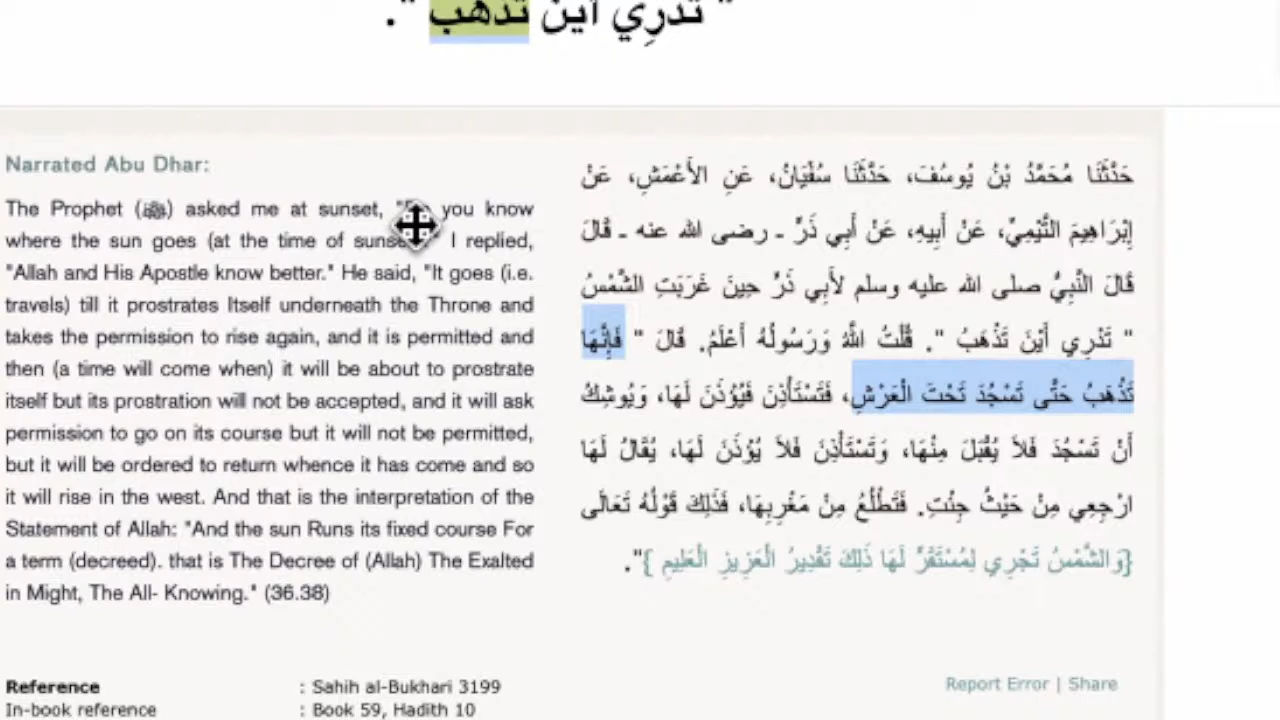 " تدري أين تذهب ".
Narrated Abu Dhar:
The Prophet (ﷺ) asked me at sunset, " you know
where the sun goes (at the time of I replied,
"Allah and His Apostle know better." He said, "It goes (i.e.
travels) till it prostrates Itself underneath the Throne and
takes the permission to rise again, and it is permitted and
then (a time will come when) it will be about to prostrate
itself but its prostration will not be accepted, and it will ask
permission to go on its course but it will not be permitted,
but it will be ordered to return whence it has come and so
it will rise in the west. And that is the interpretation of the
Statement of Allah: "And the sun Runs its fixed course For
a term (decreed). that is The Decree of (Allah) The Exalted
in Might, The All- Knowing." (36.38)
حَدَّثَنَا مُحَمَّدُ بْنُ يُوسُفَ، حَدَّثَنَا سُفْيَانُ، عَنِ الأَعْمَشِ، عَنْ
إِبْرَاهِيمَ التَّيْمِيِّ، عَنْ أَبِيهِ، عَنْ أَبِي ذَرٍّ ـ رضى الله عنه ـ قَالَ
قَالَ النَّبِيُّ صلى الله عليه وسلم لأَبِي ذَرٍّ حِينَ غَرَبَتِ الشَّمْسُ
" تَدْرِي أَيْنَ تَذْهَبُ ". قُلْتُ اللَّهُ وَرَسُولُهُ أَعْلَمُ. قَالَ " فَإِنَّهَا
تَذْهَبُ حَتَّى تَسْجُدَ تَحْتَ الْعَرْشِ، فَتَسْتَأْذِنَ فَيُؤْذَنَ لَهَا، وَيُوشِكُ
أَنْ تَسْجُدَ فَلاَ يُقْبَلَ مِنْهَا، وَتَسْتَأْذِنَ فَلاَ يُؤْذَنَ لَهَا، يُقَالُ لَهَا
ارْجِعِي مِنْ حَيْثُ جِئْتِ. فَتَطْلُعُ مِنْ مَغْرِبِهَا، فَذَلِكَ قَوْلُهُ تَعَالَى
{وَالشَّمْسُ تَجْرِي لِمُسْتَقَرٍّ لَهَا ذَلِكَ تَقْدِيرُ الْعَزِيزِ الْعَلِيمِ }".
Reference : Sahih al-Bukhari 3199
In-book reference : Book 59, Hadith 10
Report Error | Share